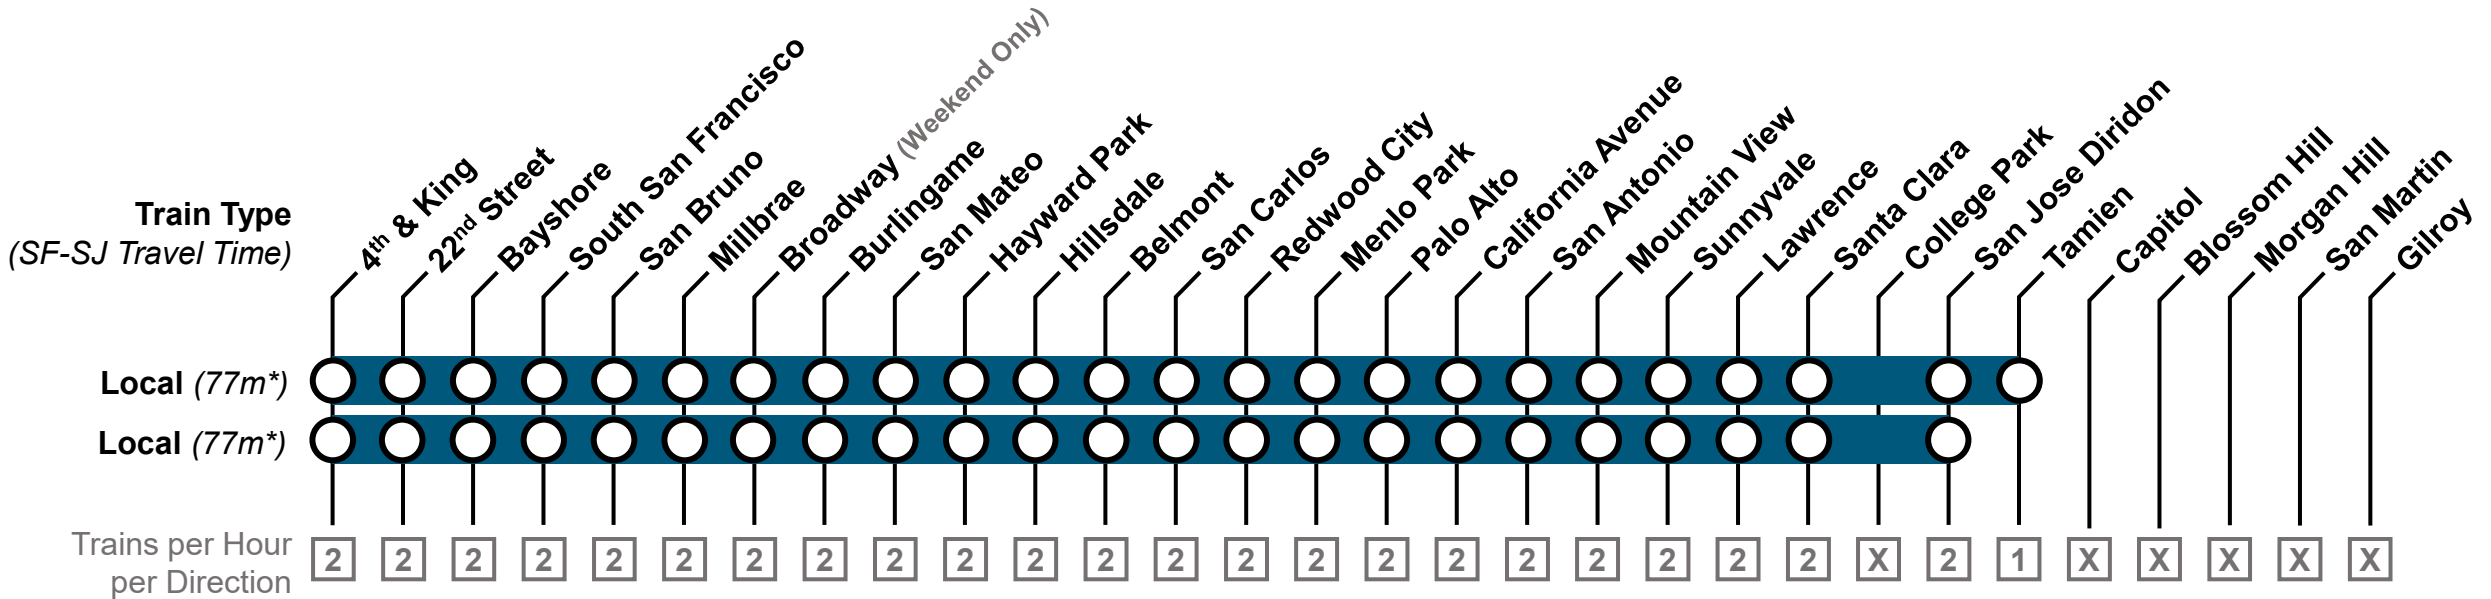 Train Type
(SF-SJ Travel Time)
4th & King
22nd Street
Bayshore
South San Francisco
San Bruno
Millbrae
Broadway (Weekend Only)
Burlingame
San Mateo
Hayward Park
Hillsdale
Belmont
San Carlos
Redwood City
Menlo Park
Palo Alto
California Avenue
San Antonio
Mountain View
Sunnyvale
Lawrence
Santa Clara
College Park
San Jose Diridon
Tamien
Capitol
Blossom Hill
Morgan Hill
San Martin
Gilroy
Local (77m*)
Local (77m*)
Trains per Hour
per Direction
2 2 2 2 2 2 2 2 2 2 2 2 2 2 2 2 2 2 2 2 2 2 X 2 1 X X X X X